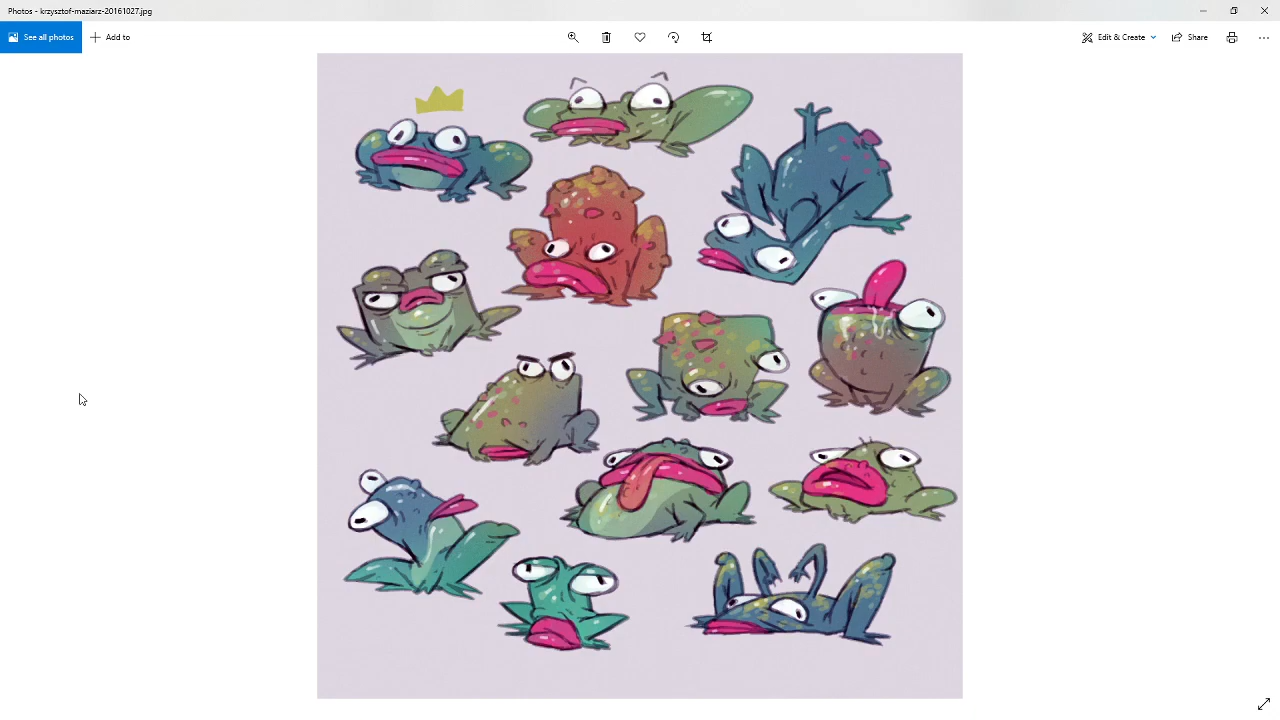 Photos - krzysztof-maziarz-20161027.jpg
See all photos
Add to
Edit & Create
Share